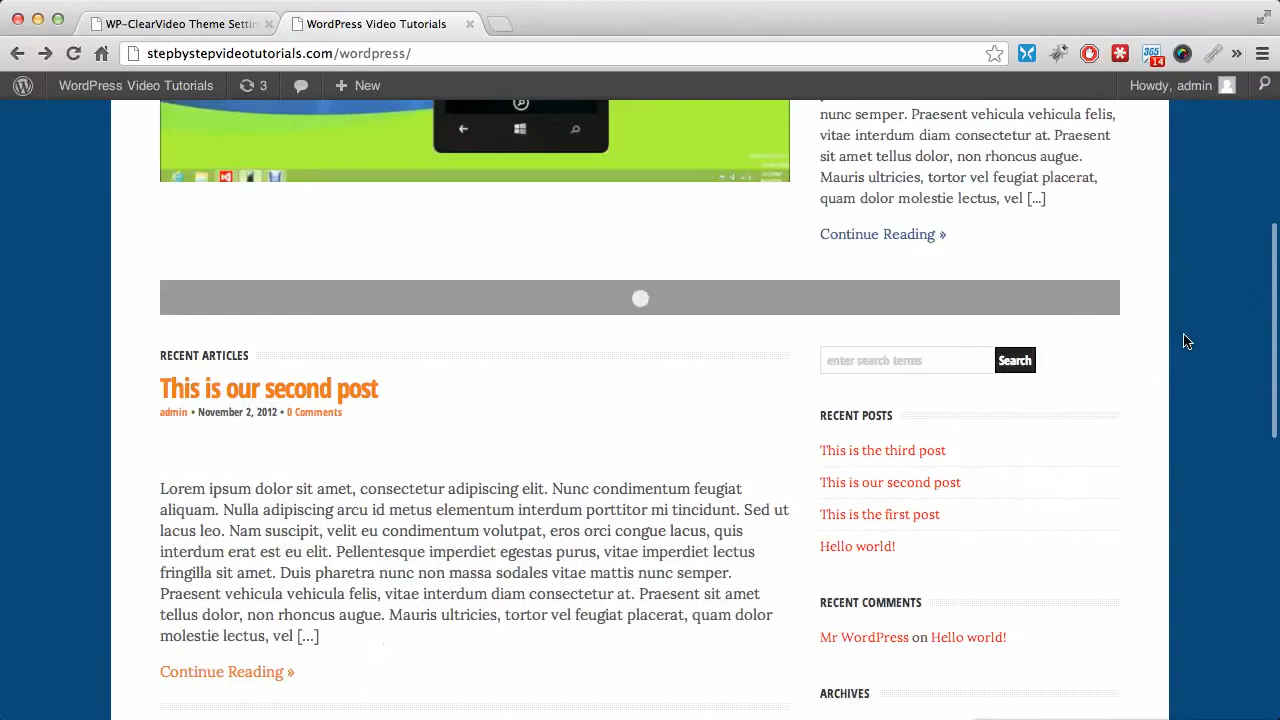 WP-ClearVideo Theme Settin
WordPress Video Tutorials
stepbystepvideotutorials.com/wordpress/
365
14
WordPress Video Tutorials
3
New
Howdy, admin
nunc semper. Praesent vehicula vehicula felis,
vitae interdum diam consectetur at. Praesent
sit amet tellus dolor, non rhoncus augue.
Mauris ultricies, tortor vel feugiat placerat,
quam dolor molestie lectus, vel [...]
Continue Reading »
RECENT ARTICLES
This is our second post
admin • November 2, 2012 • 0 Comments
Lorem ipsum dolor sit amet, consectetur adipiscing elit. Nunc condimentum feugiat
aliquam. Nulla adipiscing arcu id metus elementum interdum porttitor mi tincidunt. Sed ut
lacus leo. Nam suscipit, velit eu condimentum volutpat, eros orci congue lacus, quis
interdum erat est eu elit. Pellentesque imperdiet egestas purus, vitae imperdiet lectus
fringilla sit amet. Duis pharetra nunc non massa sodales vitae mattis nunc semper.
Praesent vehicula vehicula felis, vitae interdum diam consectetur at. Praesent sit amet
tellus dolor, non rhoncus augue. Mauris ultricies, tortor vel feugiat placerat, quam dolor
molestie lectus, vel [...]
Continue Reading »
enter search terms
Search
RECENT POSTS
This is the third post
This is our second post
This is the first post
Hello world!
RECENT COMMENTS
Mr WordPress on Hello world!
ARCHIVES